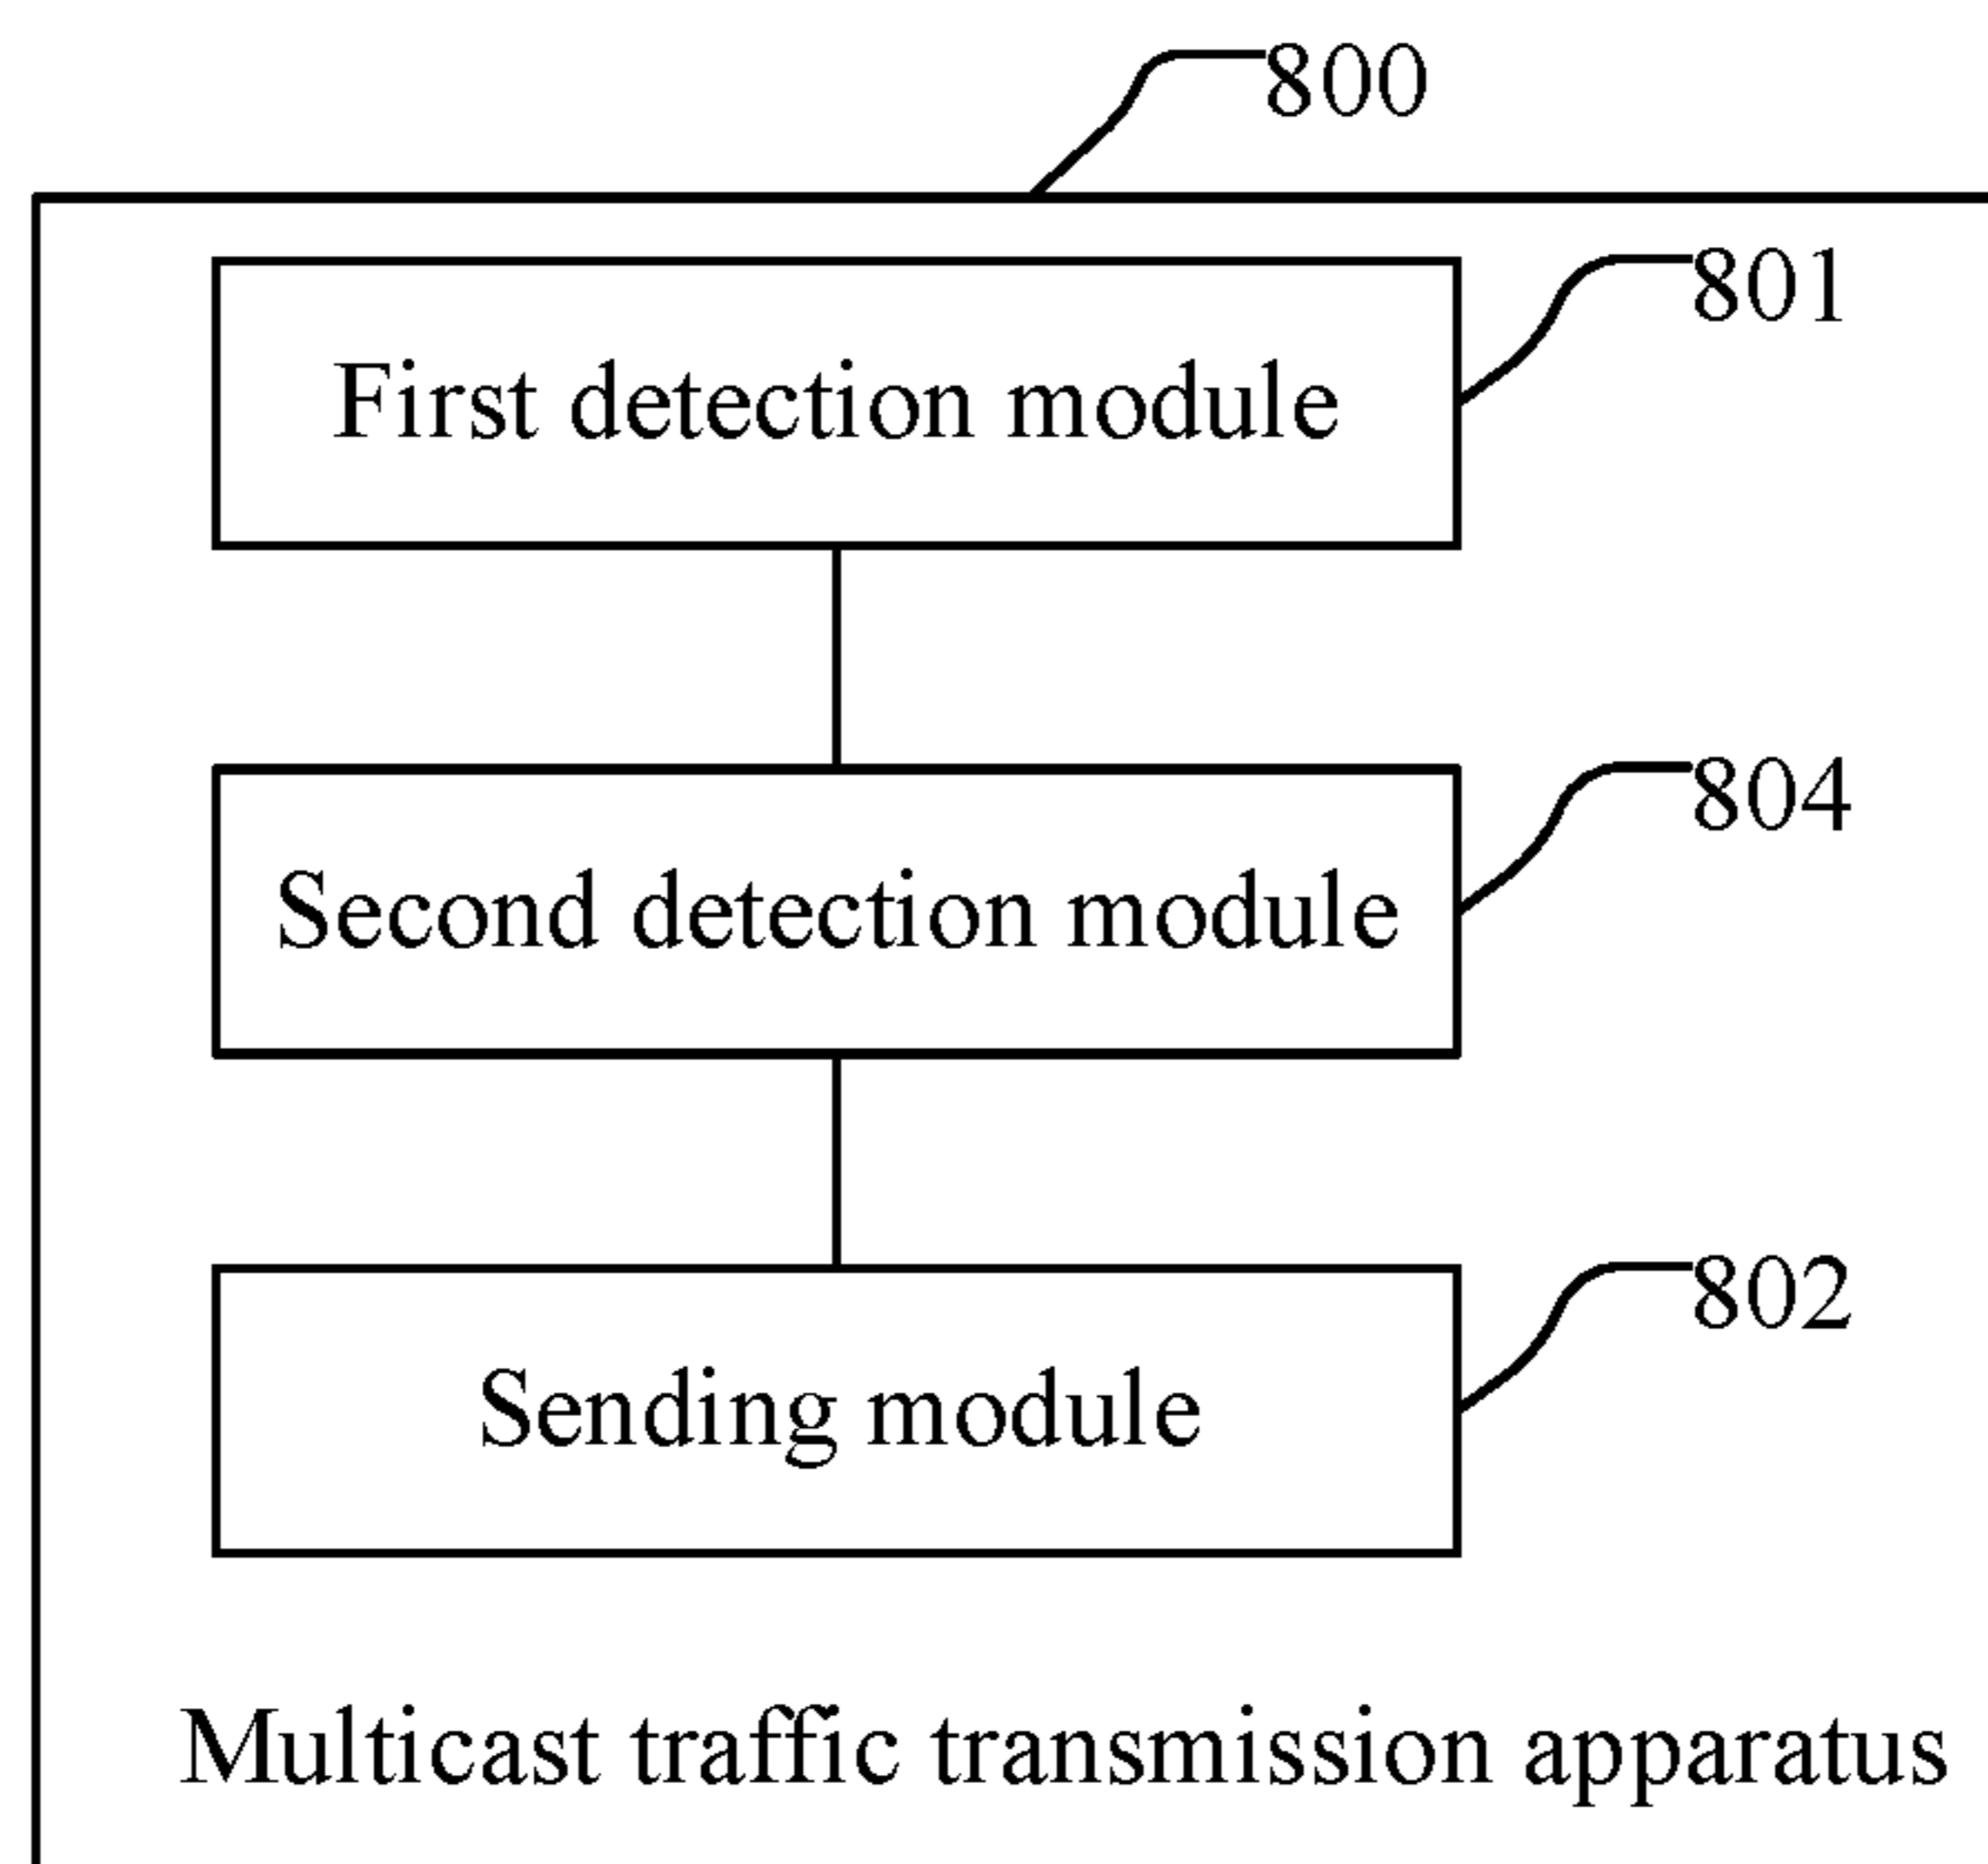 800
801
First detection module
804
Second detection module
802
Sending module
Multicast traffic transmission apparatus